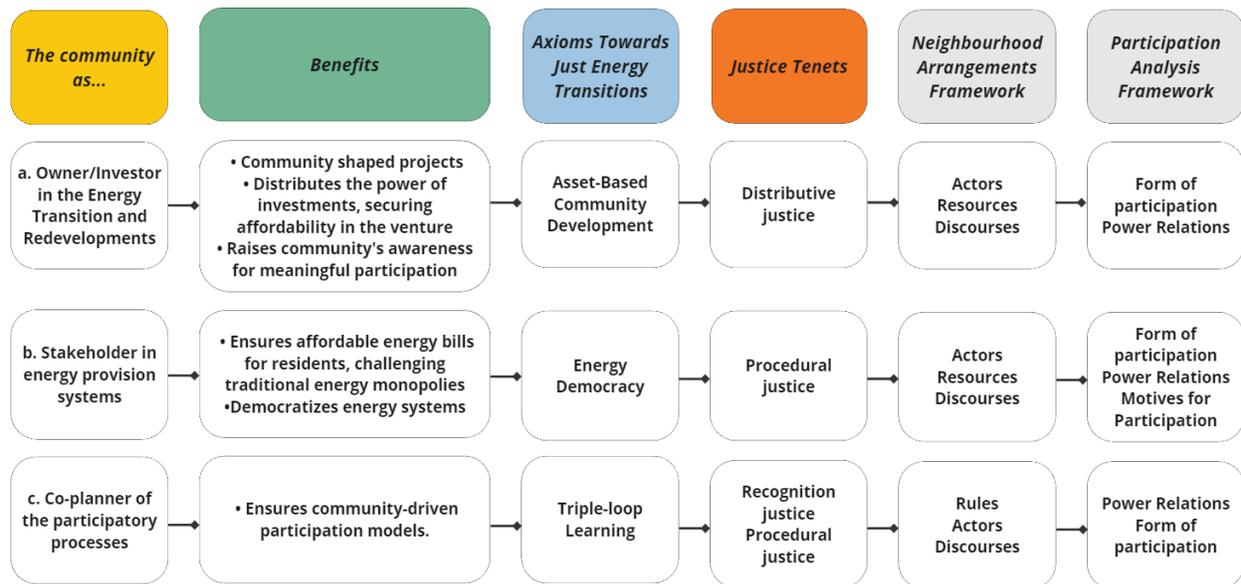 The community
as...
Benefits
Axioms Towards
Just Energy
Transitions
Justice Tenets
Neighbourhood
Arrangements
Framework
Participation
Analysis
Framework
a. Owner/Investor
in the Energy
Transition and
Redevelopments
• Community shaped projects
• Distributes the power of
investments, securing
affordability in the venture
• Raises community's awareness
for meaningful participation
Asset-Based
Community
Development
Distributive
justice
Actors
Resources
Discourses
Form of
participation
Power Relations
b. Stakeholder in
energy provision
systems
• Ensures affordable energy bills
for residents, challenging
traditional energy monopolies
•Democratizes energy systems
Energy
Democracy
Procedural
justice
Actors
Resources
Discourses
Form of
participation
Power Relations
Motives for
Participation
c. Co-planner of
the participatory
processes
• Ensures community-driven
participation models.
Triple-loop
Learning
Recognition
justice
Procedural
justice
Rules
Actors
Discourses
Power Relations
Form of
participation